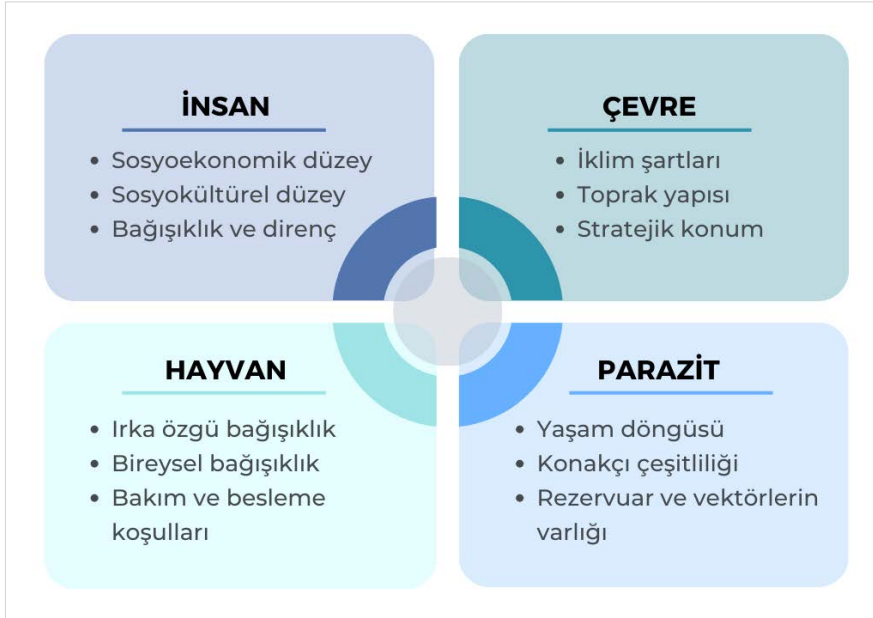 İNSAN
• Sosyoekonomik düzey
• Sosyokültürel düzey
• Bağışıklık ve direnç
ÇEVRE
• İklim şartları
• Toprak yapısı
• Stratejik konum
HAYVAN
• Irka özgü bağışıklık
• Bireysel bağışıklık
• Bakım ve besleme
koşulları
PARAZİT
• Yaşam döngüsü
• Konakçı çeşitliliği
• Rezervuar ve vektörlerin
varlığı